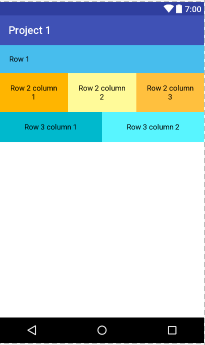 7:00
Project 1
Row 1
Row 2 column Row 2 column Row 2 column
1 2 3
Row 3 column 1 Row 3 column 2